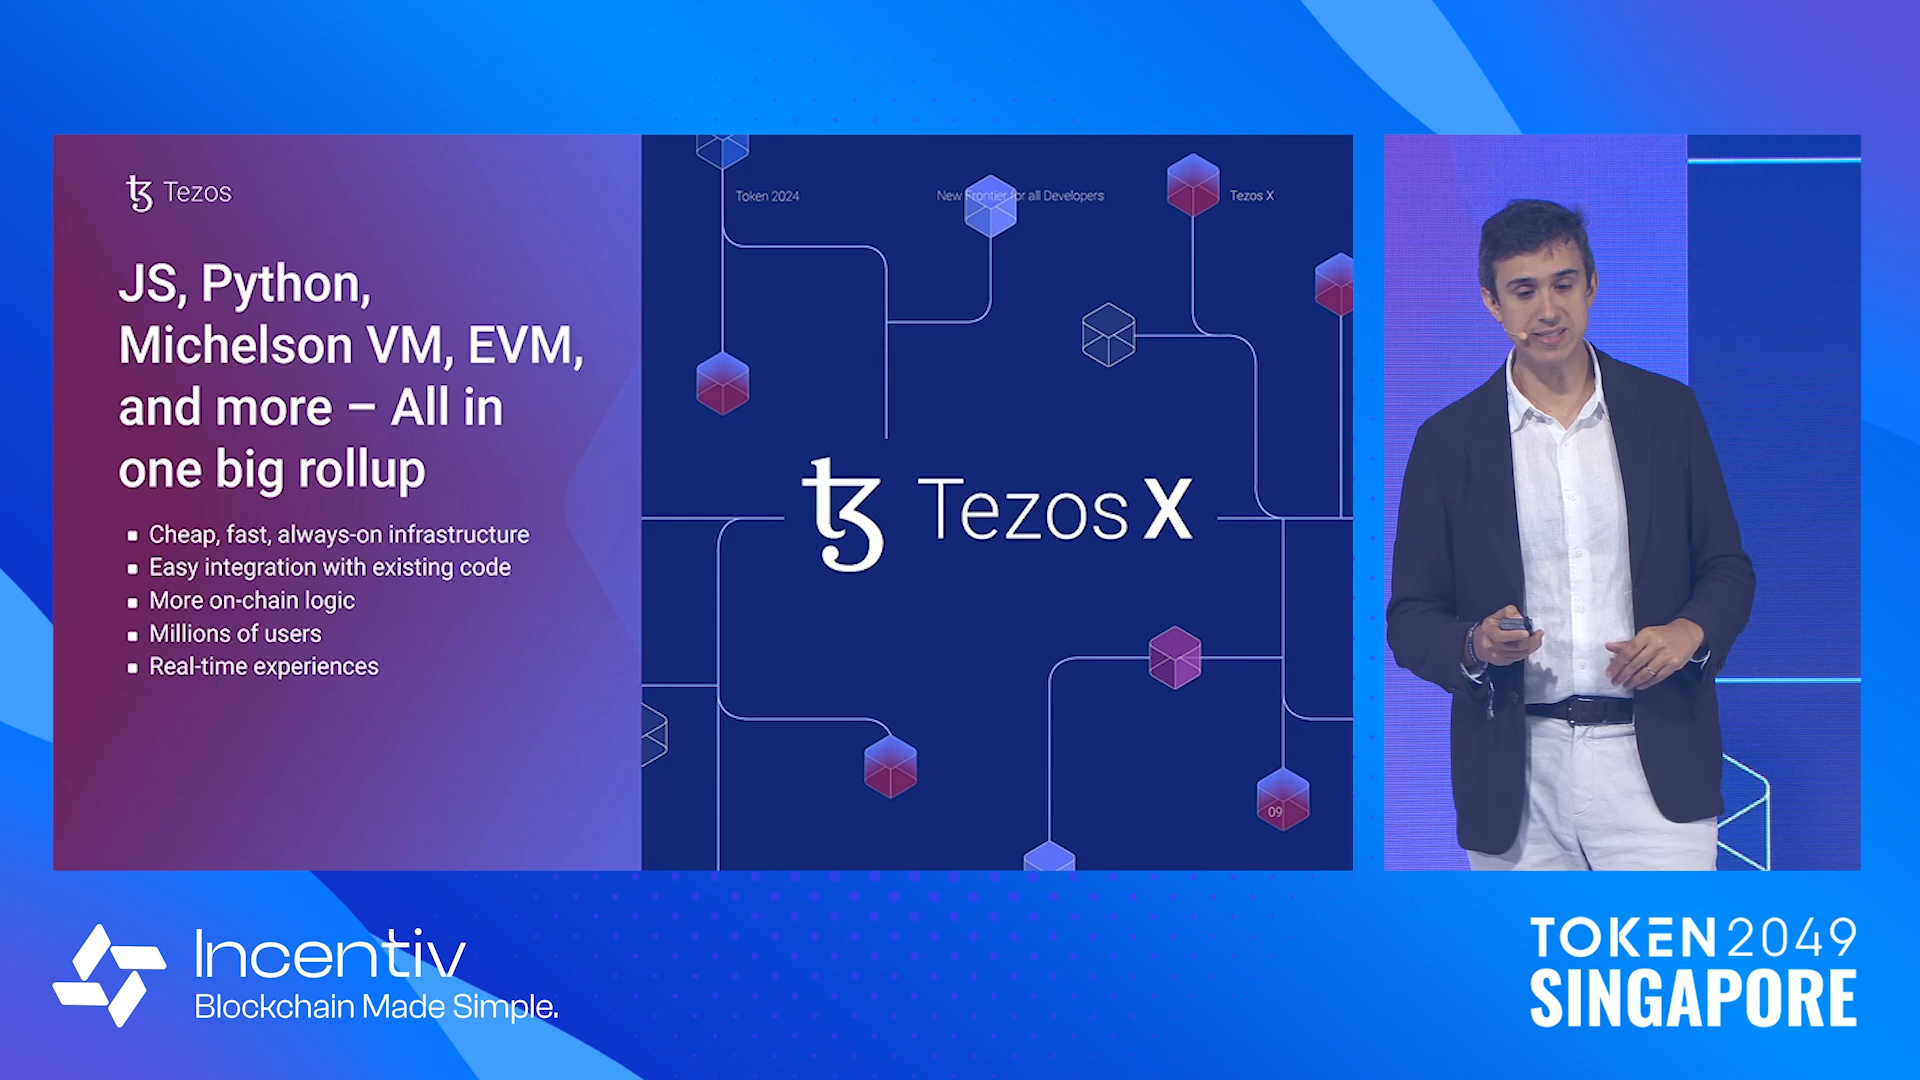 Tezos
JS, Python,
Michelson VM, EVM,
and more – All in
one big rollup
▪ Cheap, fast, always-on infrastructure
▪ Easy integration with existing code
▪ More on-chain logic
▪ Millions of users
▪ Real-time experiences
Token 2024
New Frontier for all Developers
Tezos X
Tezos X
09
Incentiv
Blockchain Made Simple.
TOKEN2049
SINGAPORE